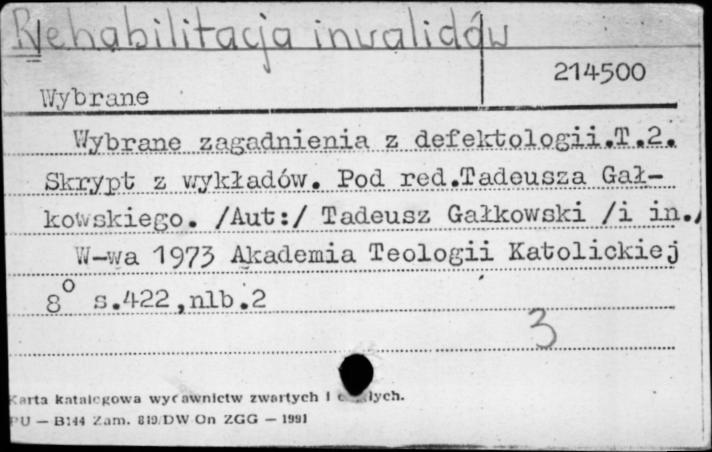 Rehabilitacja inwalidów
214500
Wybrane
Wybrane zagadnienia z defektologii.T.2.
Skrypt z wykładów. Pod red.Tadeusza Gał-
kowskiego. /Aut:/ Tadeusz Gałkowski /i in./
W-wa 1973 Akademia Teologii Katolickiej
8° s.422,nlb.2
3
Karta katalogowa wydawnictw zwartych i
PU — B144 Zam. 819/DW On ZGG — 1991